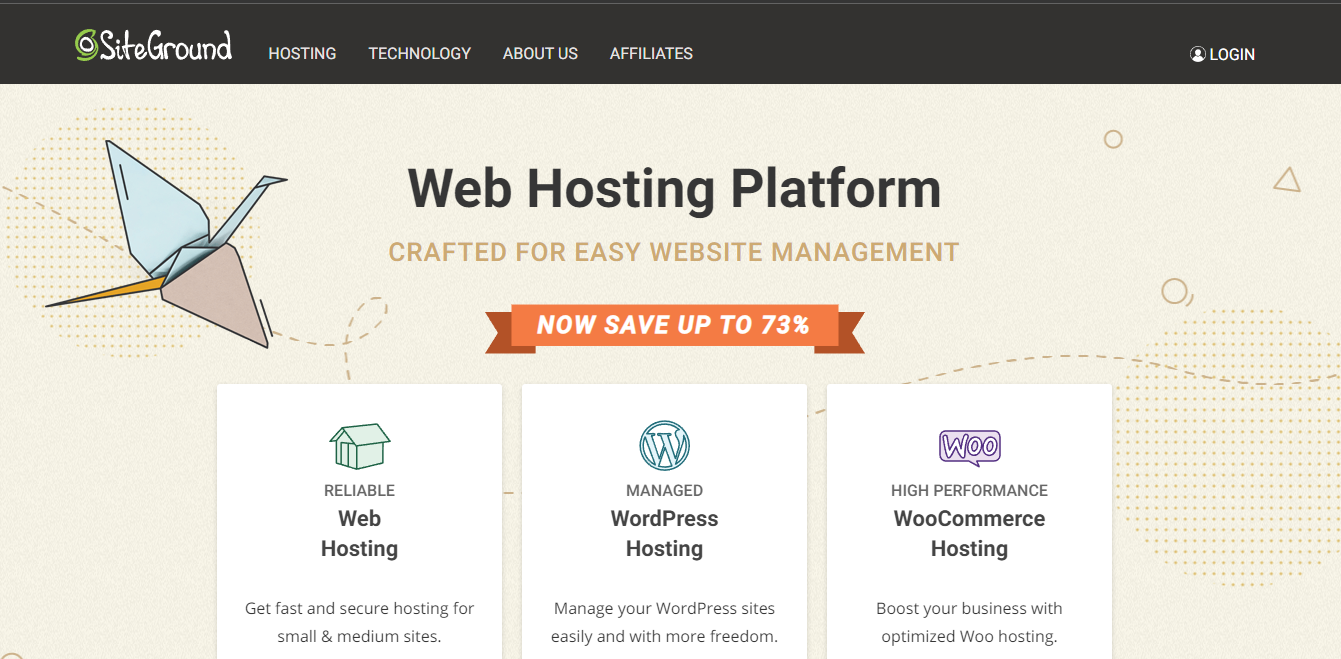 SiteGround HOSTING TECHNOLOGY ABOUT US AFFILIATES LOGIN
Web Hosting Platform
CRAFTED FOR EASY WEBSITE MANAGEMENT
NOW SAVE UP TO 73%
RELIABLE
Web
Hosting
Get fast and secure hosting for
small & medium sites.
W
MANAGED
WordPress
Hosting
Manage your WordPress sites
easily and with more freedom.
WOO
HIGH PERFORMANCE
WooCommerce
Hosting
Boost your business with
optimized Woo hosting.